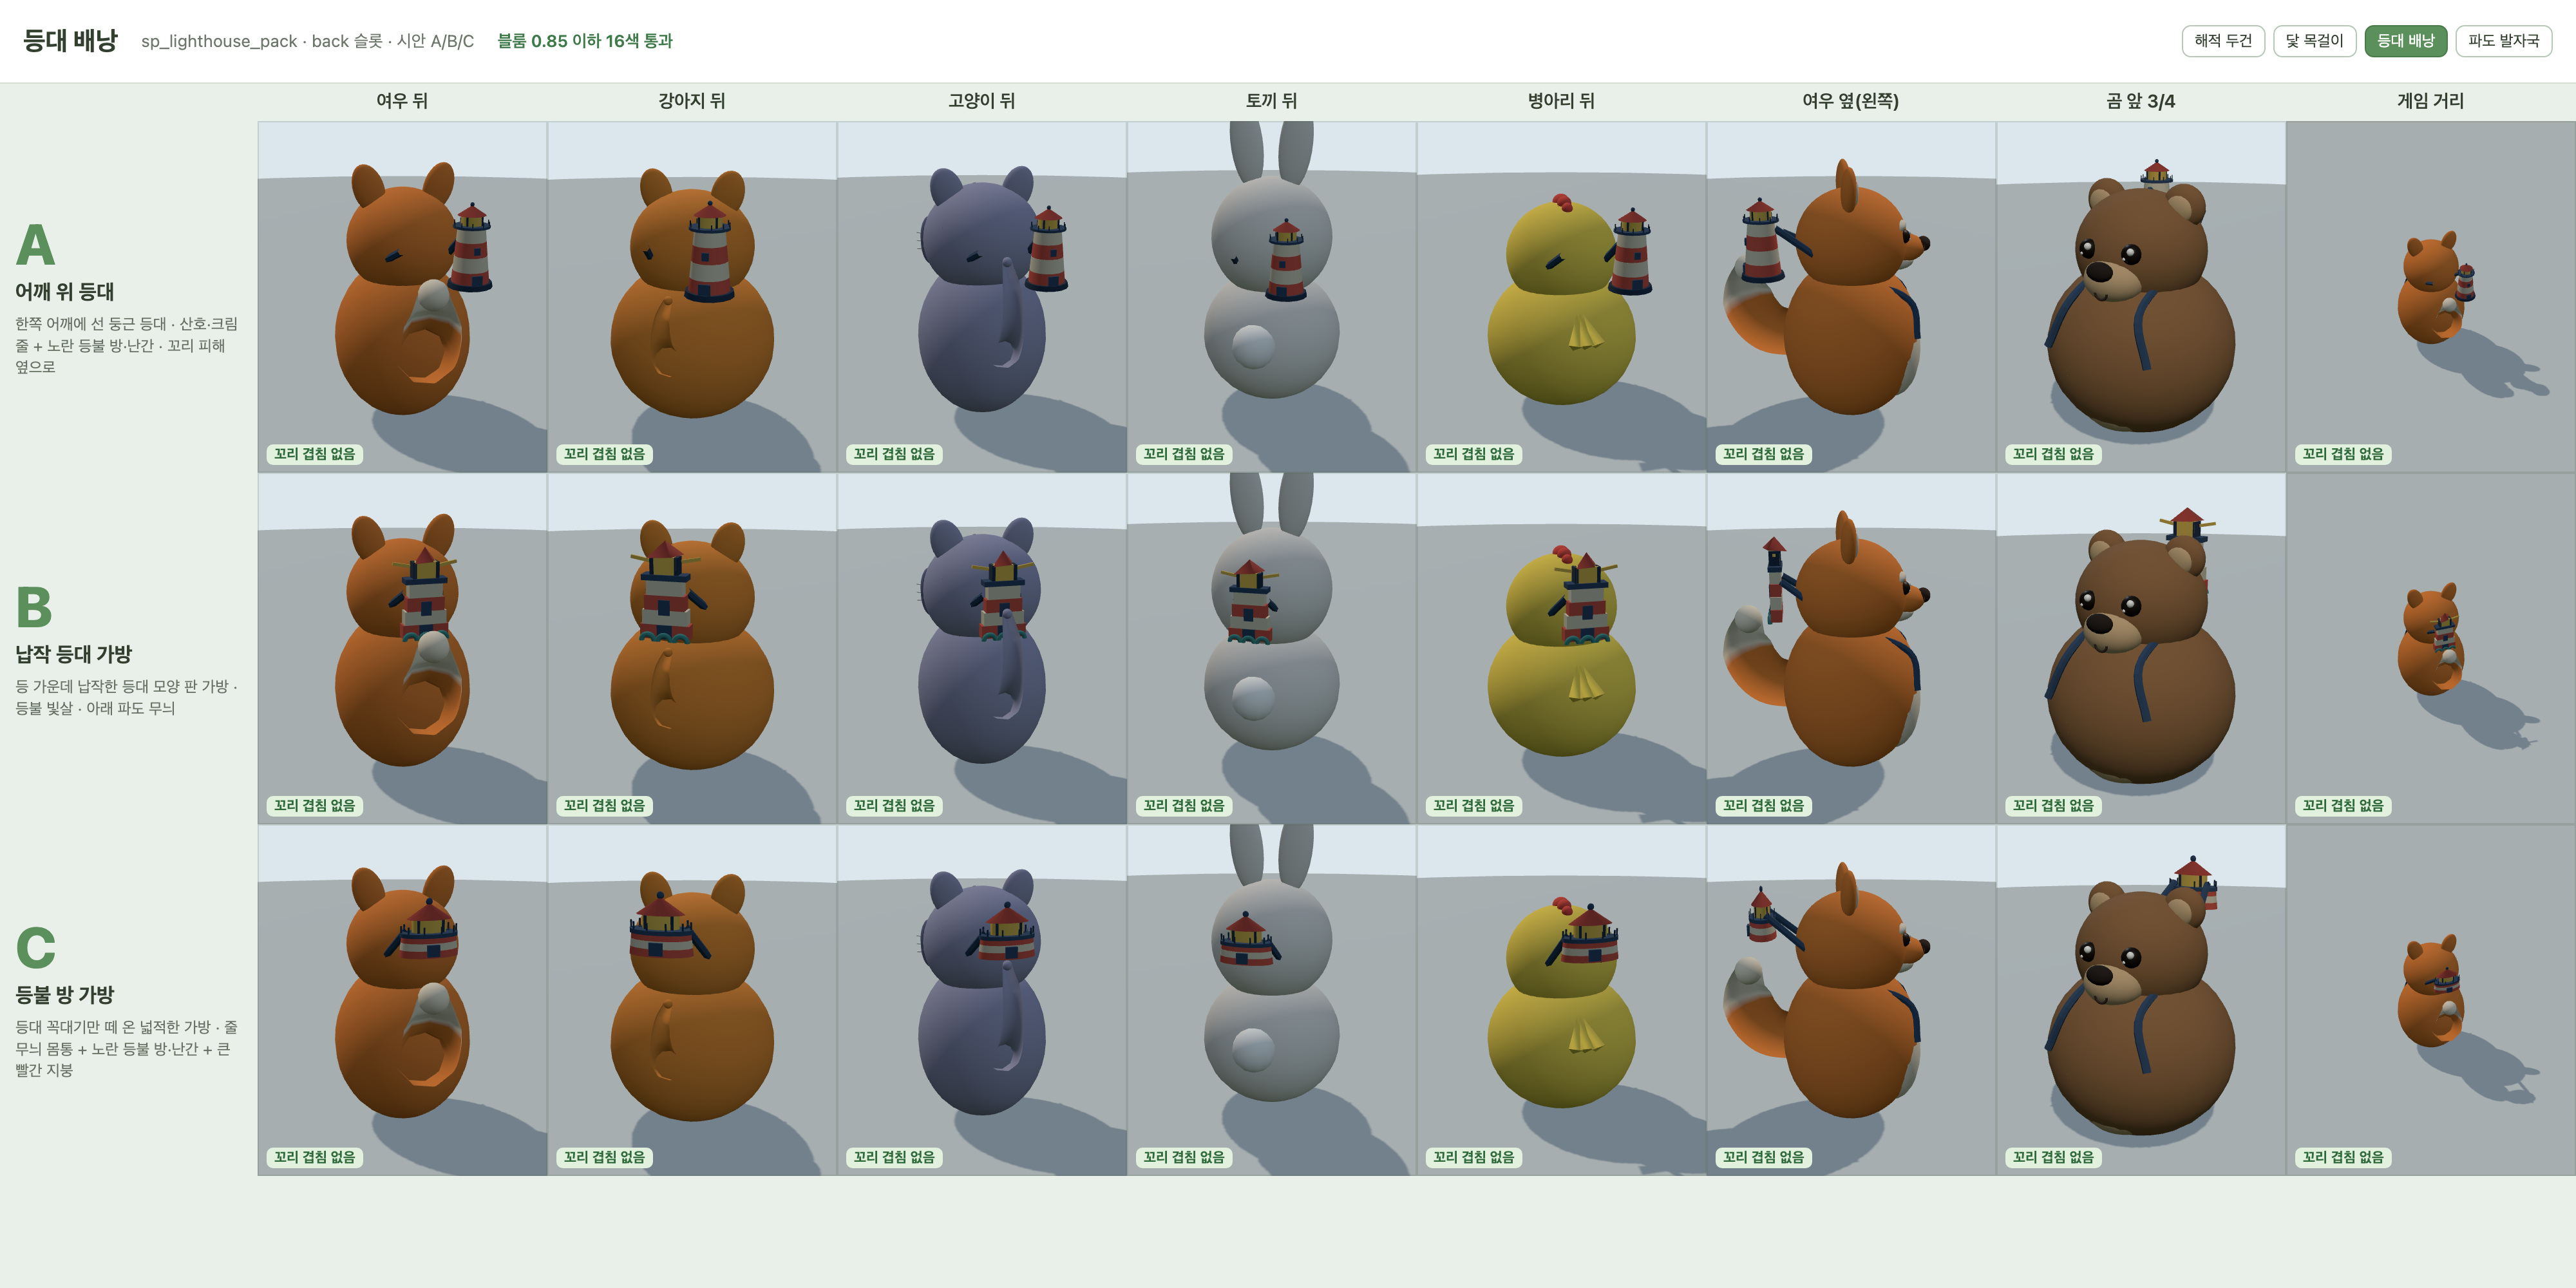 등대 배낭
sp_lighthouse_pack · back 슬롯 · 시안 A/B/C
블룸 0.85 이하 16색 통과
해적 두건
닻 목걸이
등대 배낭
파도 발자국
여우 뒤
강아지 뒤
고양이 뒤
토끼 뒤
병아리 뒤
여우 옆(왼쪽)
곰 앞 3/4
게임 거리
A
어깨 위 등대
한쪽 어깨에 선 둥근 등대 · 산호·크림
줄 + 노란 등불 방·난간 · 꼬리 피해
옆으로
꼬리 겹침 없음
꼬리 겹침 없음
꼬리 겹침 없음
꼬리 겹침 없음
꼬리 겹침 없음
꼬리 겹침 없음
꼬리 겹침 없음
꼬리 겹침 없음
B
납작 등대 가방
등 가운데 납작한 등대 모양 판 가방 ·
등불 빛살 · 아래 파도 무늬
꼬리 겹침 없음
꼬리 겹침 없음
꼬리 겹침 없음
꼬리 겹침 없음
꼬리 겹침 없음
꼬리 겹침 없음
꼬리 겹침 없음
꼬리 겹침 없음
C
등불 방 가방
등대 꼭대기만 떼 온 넓적한 가방 · 줄
무늬 몸통 + 노란 등불 방·난간 + 큰
빨간 지붕
꼬리 겹침 없음
꼬리 겹침 없음
꼬리 겹침 없음
꼬리 겹침 없음
꼬리 겹침 없음
꼬리 겹침 없음
꼬리 겹침 없음
꼬리 겹침 없음